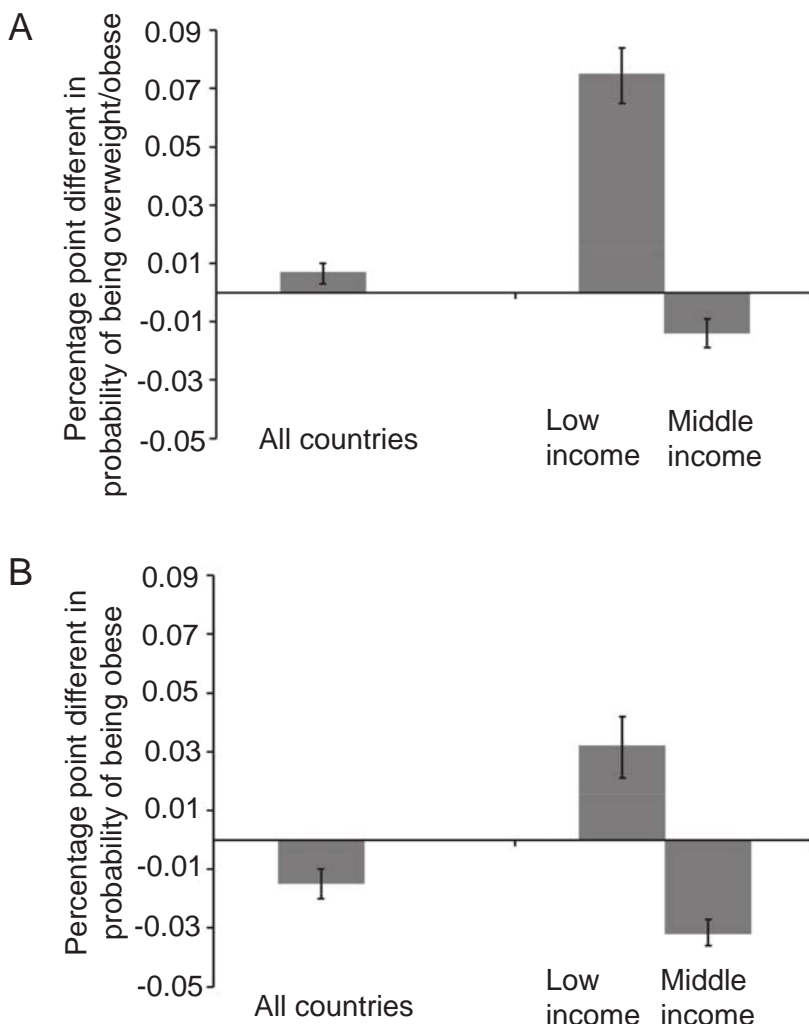 A
Percentage point different in
probability of being overweight/obese
0.09
0.07
0.05
0.03
0.01
-0.01
-0.03
-0.05
All countries
Low
income
Middle
income
B
Percentage point different in
probability of being obese
0.09
0.07
0.05
0.03
0.01
-0.01
-0.03
-0.05
All countries
Low
income
Middle
income